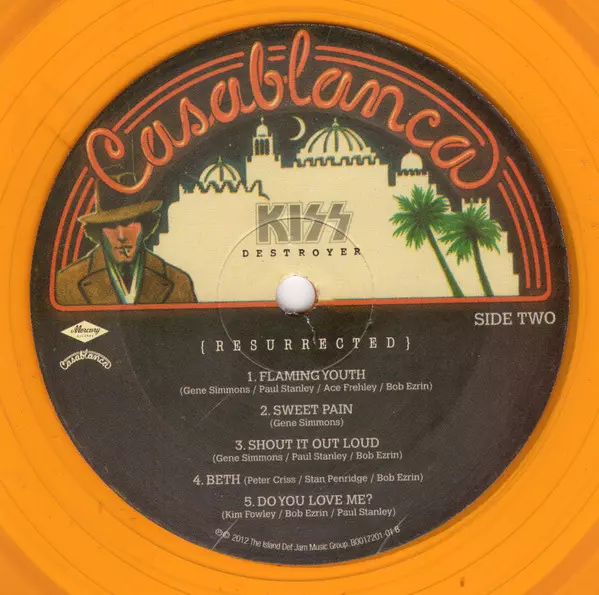 Casablanca
KISS
DESTROYER
SIDE TWO
Mercury
RECORDS
Casablanca
{ RESURRECTED }
1. FLAMING YOUTH
(Gene Simmons / Paul Stanley / Ace Frehley / Bob Ezrin)
2. SWEET PAIN
(Gene Simmons)
3. SHOUT IT OUT LOUD
(Gene Simmons / Paul Stanley / Bob Ezrin)
4. BETH (Peter Criss / Stan Penridge / Bob Ezrin)
5. DO YOU LOVE ME?
(Kim Fowley / Bob Ezrin / Paul Stanley)
℗© 2012 The Island Def Jam Music Group. B0017201-01-B